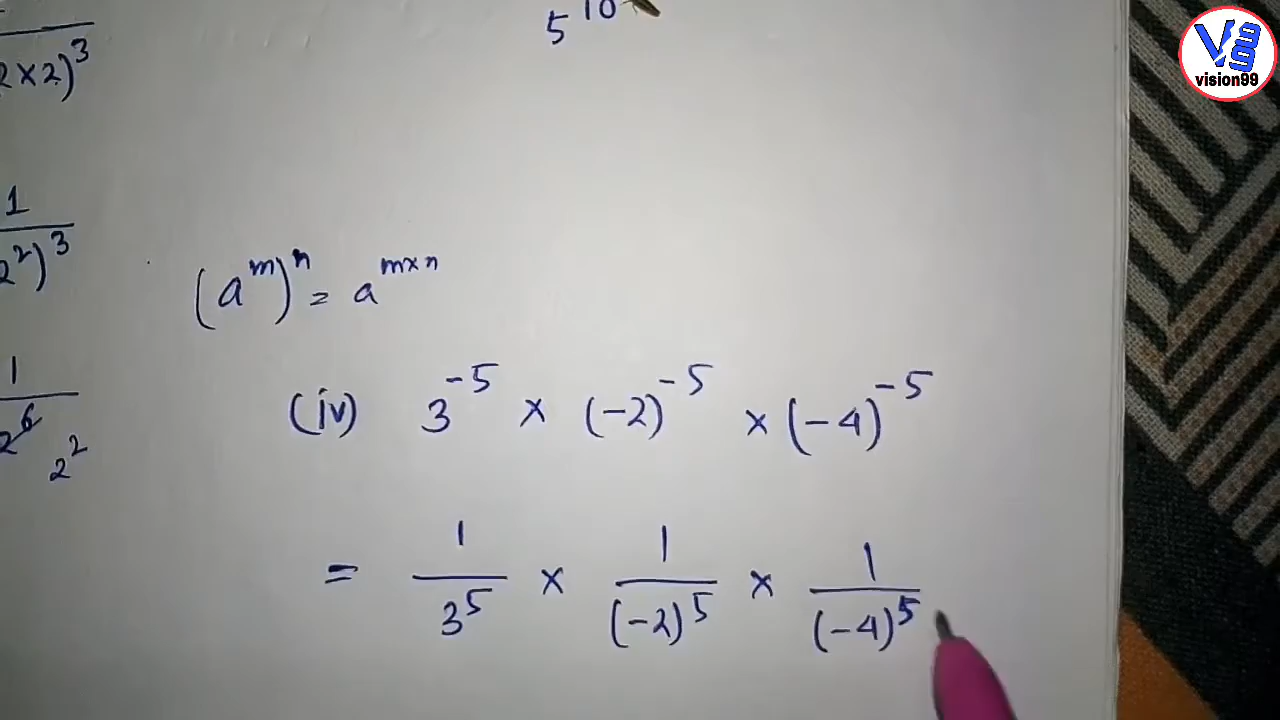 5^10
2×2)^3
1
2^2)^3
(a^m)^n = a^m×n
1
2^6 2^2
(iv) 3^-5 × (-2)^-5 × (-4)^-5
= 1/3^5 × 1/(-2)^5 × 1/(-4)^5
V99
vision99